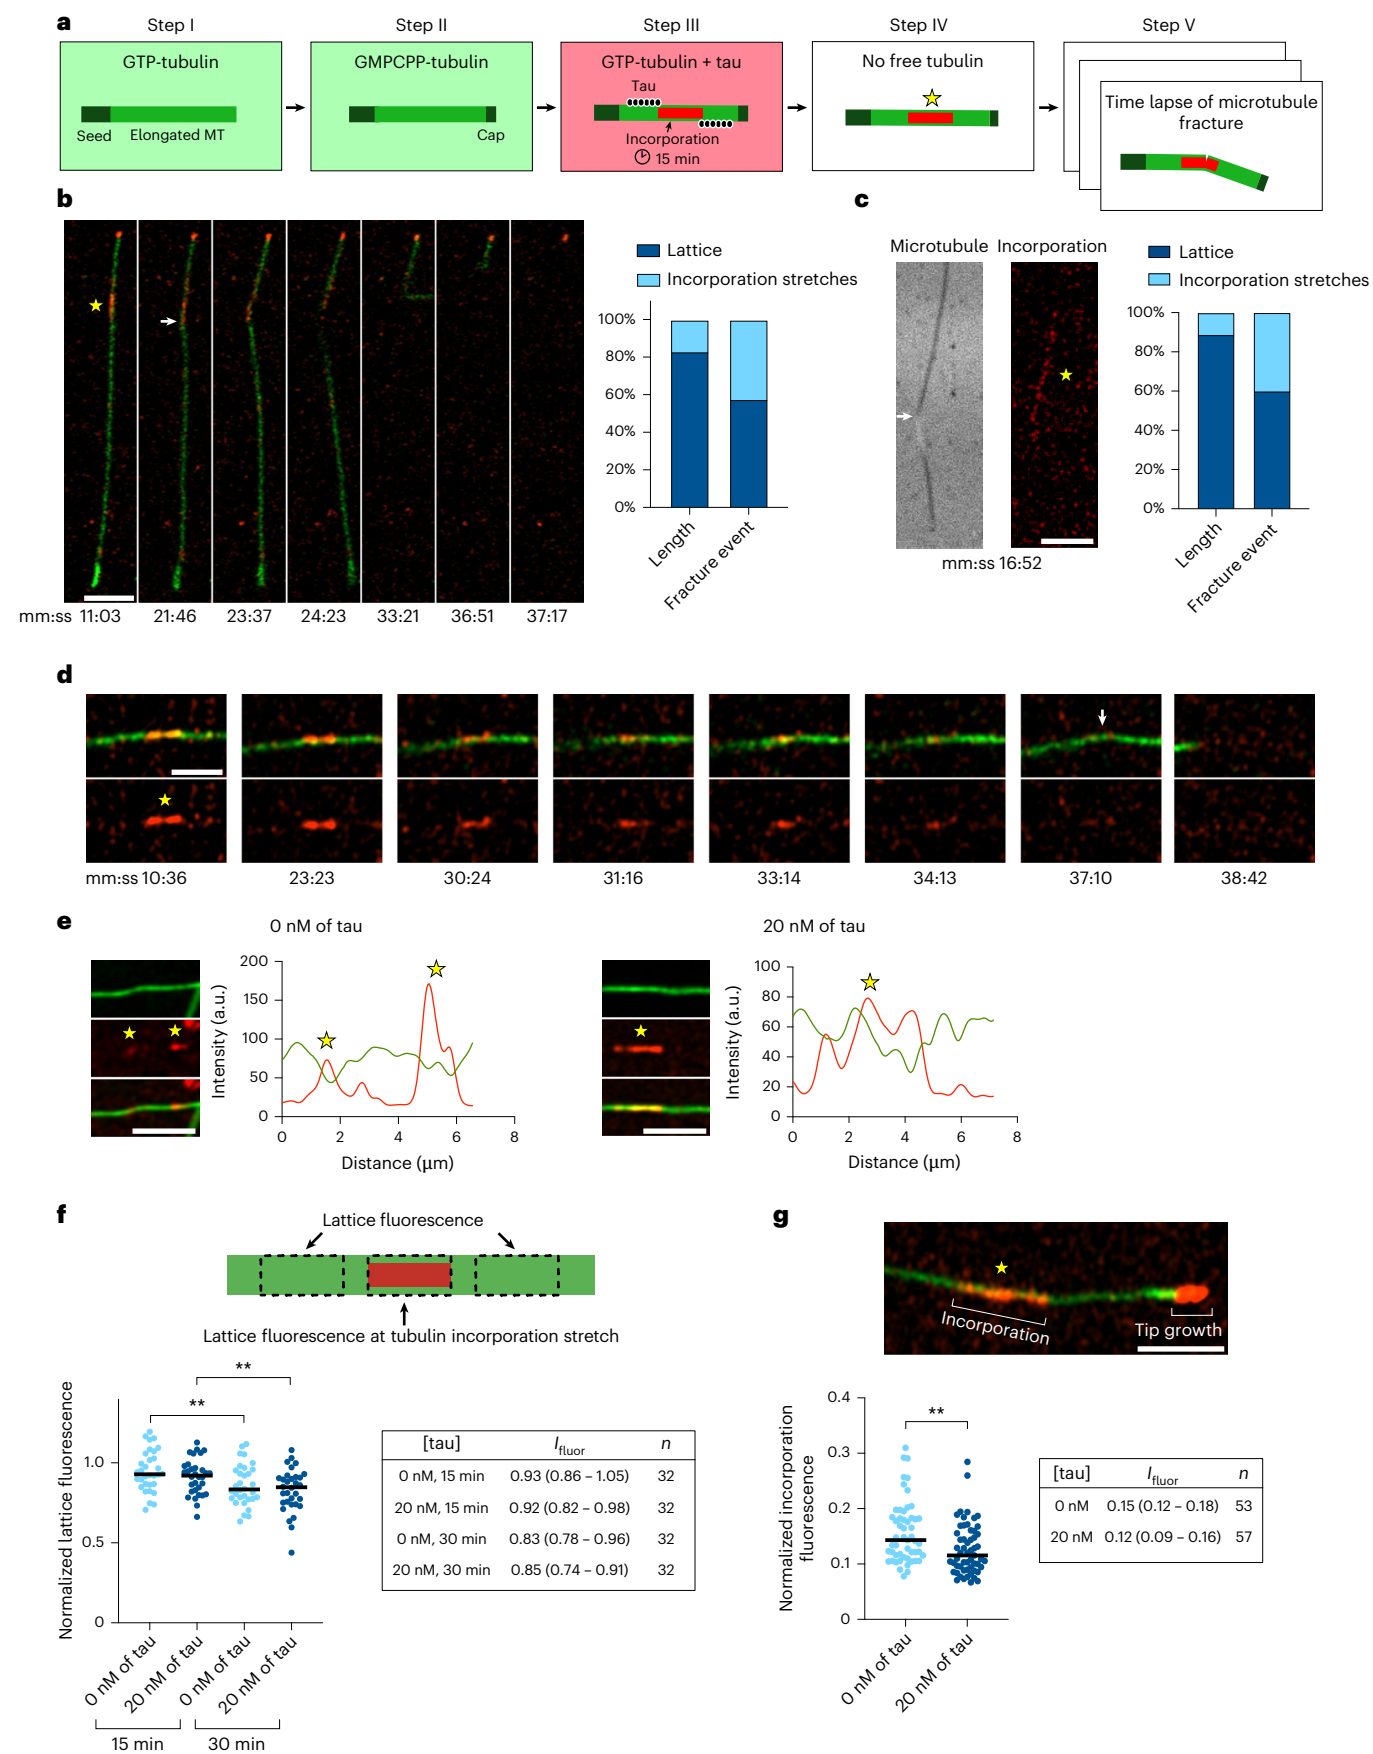 a
Step I
Step II
Step III
Step IV
Step V
GTP-tubulin
Seed
Elongated MT
GMPCPP-tubulin
Cap
GTP-tubulin + tau
Tau
Incorporation
15 min
No free tubulin
Time lapse of microtubule
fracture
b
mm:ss 11:03 21:46 23:37 24:23 33:21 36:51 37:17
Lattice
Incorporation stretches
100%
80%
60%
40%
20%
0%
Length
Fracture event
c
Microtubule Incorporation
mm:ss 16:52
Lattice
Incorporation stretches
100%
80%
60%
40%
20%
0%
Length
Fracture event
d
mm:ss 10:36 23:23 30:24 31:16 33:14 34:13 37:10 38:42
e
0 nM of tau
Intensity (a.u.)
200
150
100
50
0
0 2 4 6 8
Distance (μm)
20 nM of tau
Intensity (a.u.)
100
80
60
40
20
0
0 2 4 6 8
Distance (μm)
f
Lattice fluorescence
Lattice fluorescence at tubulin incorporation stretch
Normalized lattice fluorescence
1.0
0.5
0
**
**
0 nM of tau
20 nM of tau
0 nM of tau
20 nM of tau
15 min 30 min
[tau] Ifluor n
0 nM, 15 min 0.93 (0.86 – 1.05) 32
20 nM, 15 min 0.92 (0.82 – 0.98) 32
0 nM, 30 min 0.83 (0.78 – 0.96) 32
20 nM, 30 min 0.85 (0.74 – 0.91) 32
g
Incorporation
Tip growth
Normalized incorporation
fluorescence
0.4
0.3
0.2
0.1
0
**
0 nM of tau
20 nM of tau
[tau] Ifluor n
0 nM 0.15 (0.12 – 0.18) 53
20 nM 0.12 (0.09 – 0.16) 57